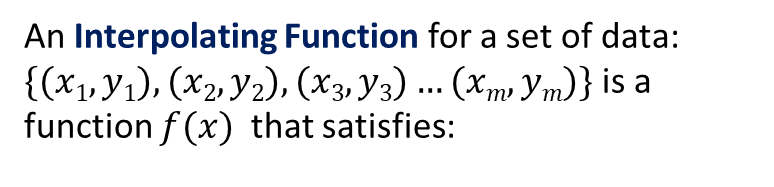 An Interpolating Function for a set of data:
{(x₁, y₁), (x₂, y₂), (x₃, y₃) … (xₘ, yₘ)} is a
function f(x) that satisfies: